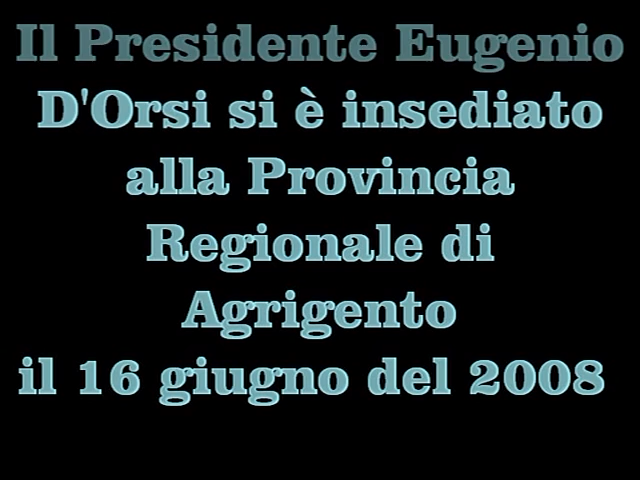 Il Presidente Eugenio
D'Orsi si è insediato
alla Provincia
Regionale di
Agrigento
il 16 giugno del 2008